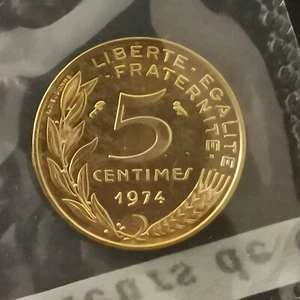 LIBERTE · EGALITE
FRATERNITE
5
CENTIMES
1974